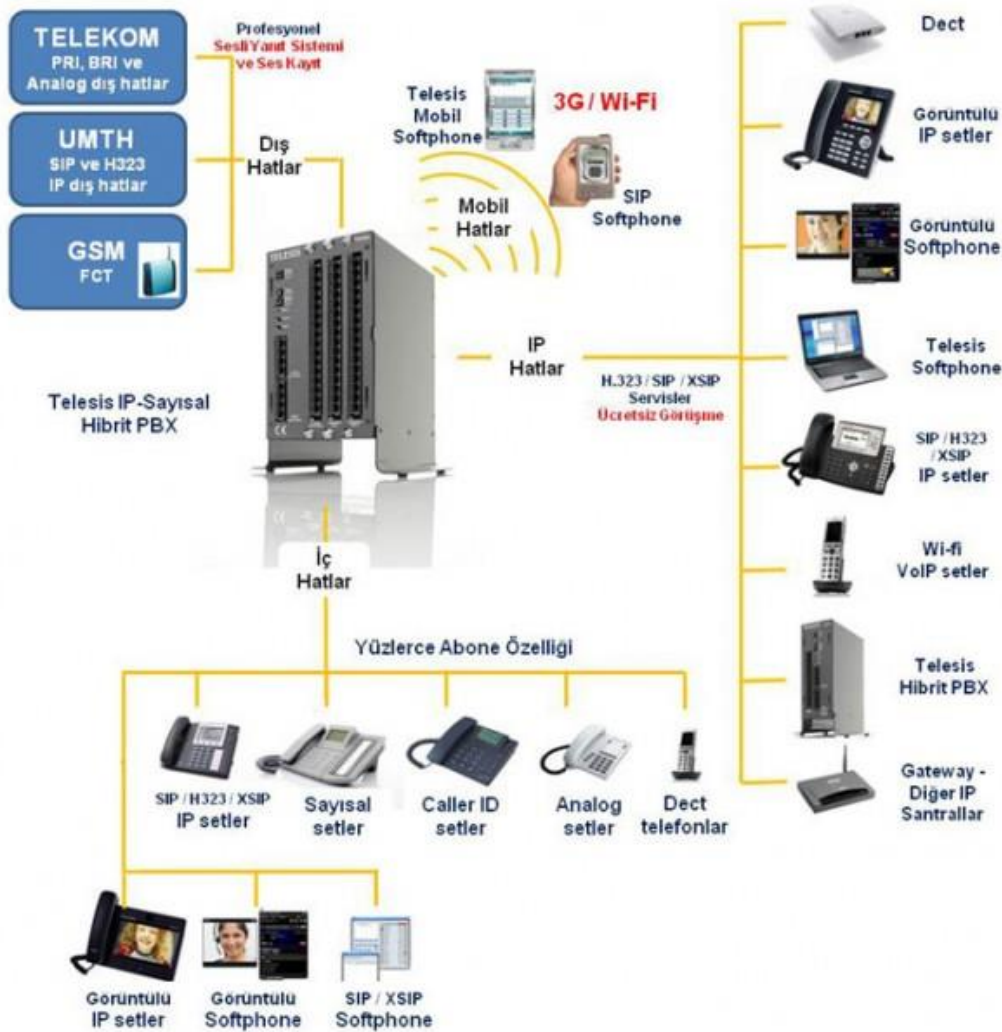 TELEKOM
PRI, BRI ve
Analog dış hatlar
UMTH
SIP ve H323
IP dış hatlar
GSM
FCT
Profesyonel
Sesli Yanıt Sistemi
ve Ses Kayıt
Dış
Hatlar
Telesis
Mobil
Softphone
3G / Wi-Fi
SIP
Softphone
Mobil
Hatlar
TELESIS
Telesis IP-Sayısal
Hibrit PBX
IP
Hatlar
H.323 / SIP / XSIP
Servisler
Ücretsiz Görüşme
Dect
Görüntülü
IP setler
Görüntülü
Softphone
Telesis
Softphone
SIP / H323
/ XSIP
IP setler
Wi-fi
VoIP setler
Telesis
Hibrit PBX
Gateway -
Diğer IP
Santrallar
İç
Hatlar
Yüzlerce Abone Özelliği
SIP / H323 / XSIP
IP setler
Sayısal
setler
Caller ID
setler
Analog
setler
Dect
telefonlar
Görüntülü
IP setler
Görüntülü
Softphone
SIP / XSIP
Softphone